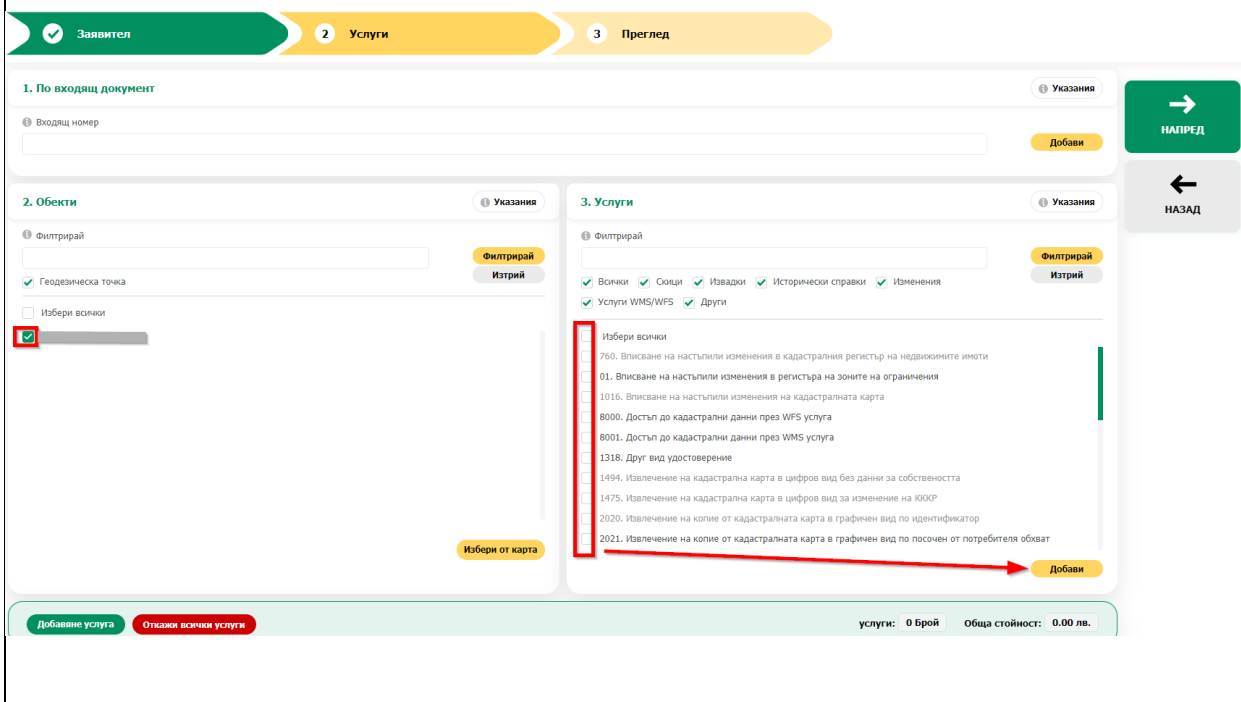 Заявител
2 Услуги
3 Преглед
1. По входящ документ
Указания
Входящ номер
Добави
НАПРЕД
НАЗАД
2. Обекти
Указания
Филтрирай
Филтрирай
Изтрий
Геодезическа точка
Избери всички
Избери от карта
3. Услуги
Указания
Филтрирай
Филтрирай
Изтрий
Всички Скици Извадки Исторически справки Изменения
Услуги WMS/WFS Други
Избери всички
760. Вписване на настъпили изменения в кадастралния регистър на недвижимите имоти
01. Вписване на настъпили изменения в регистъра на зоните на ограничения
1016. Вписване на настъпили изменения на кадастралната карта
8000. Достъп до кадастрални данни през WFS услуга
8001. Достъп до кадастрални данни през WMS услуга
1318. Друг вид удостоверение
1494. Извлечение на кадастрална карта в цифров вид без данни за собствеността
1475. Извлечение на кадастрална карта в цифров вид за изменение на КККР
2020. Извлечение на копие от кадастралната карта в графичен вид по идентификатор
2021. Извлечение на копие от кадастралната карта в графичен вид по посочен от потребителя обхват
Добави
Добавяне услуга
Откажи всички услуги
услуги: 0 Брой
Обща стойност: 0.00 лв.